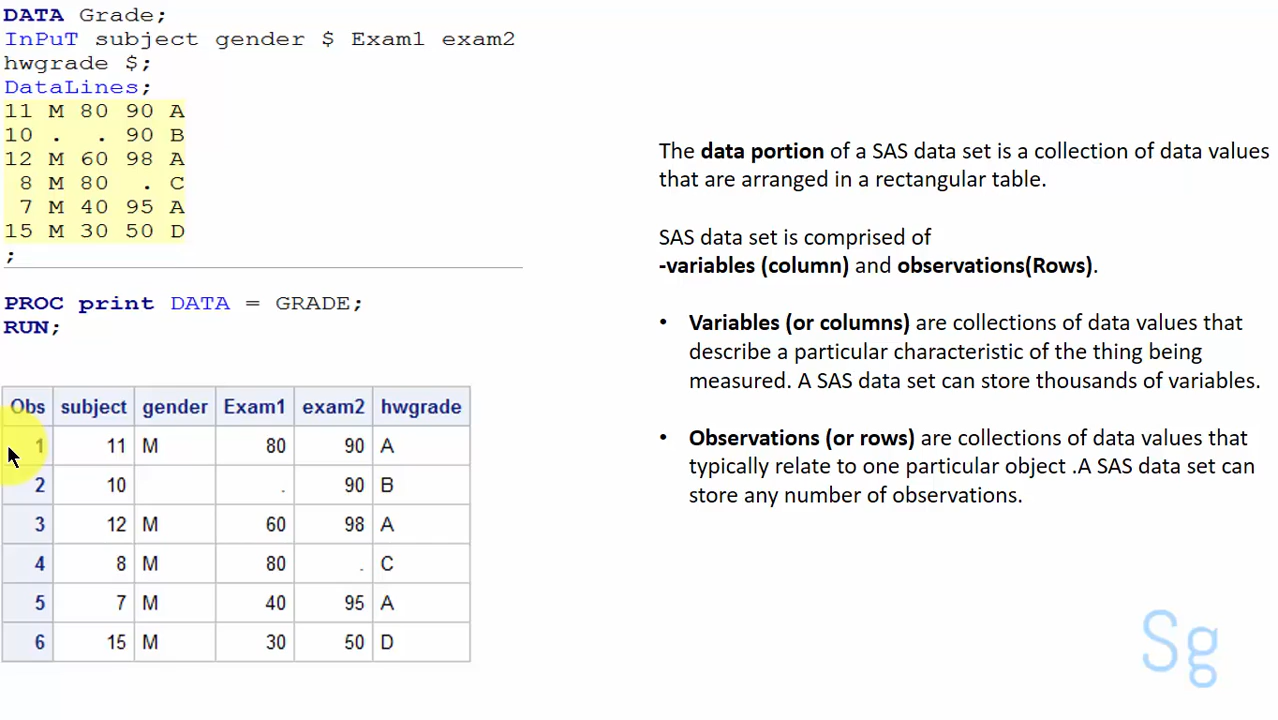 DATA Grade;
InPuT subject gender $ Exam1 exam2
hwgrade $;
DataLines;
11 M 80 90 A
10 . . 90 B
12 M 60 98 A
8 M 80 . C
7 M 40 95 A
15 M 30 50 D
;
PROC print DATA = GRADE;
RUN;
Obs subject gender Exam1 exam2 hwgrade
1 11 M 80 90 A
2 10 . 90 B
3 12 M 60 98 A
4 8 M 80 . C
5 7 M 40 95 A
6 15 M 30 50 D
The data portion of a SAS data set is a collection of data values
that are arranged in a rectangular table.
SAS data set is comprised of
-variables (column) and observations(Rows).
• Variables (or columns) are collections of data values that
describe a particular characteristic of the thing being
measured. A SAS data set can store thousands of variables.
• Observations (or rows) are collections of data values that
typically relate to one particular object .A SAS data set can
store any number of observations.
Sg